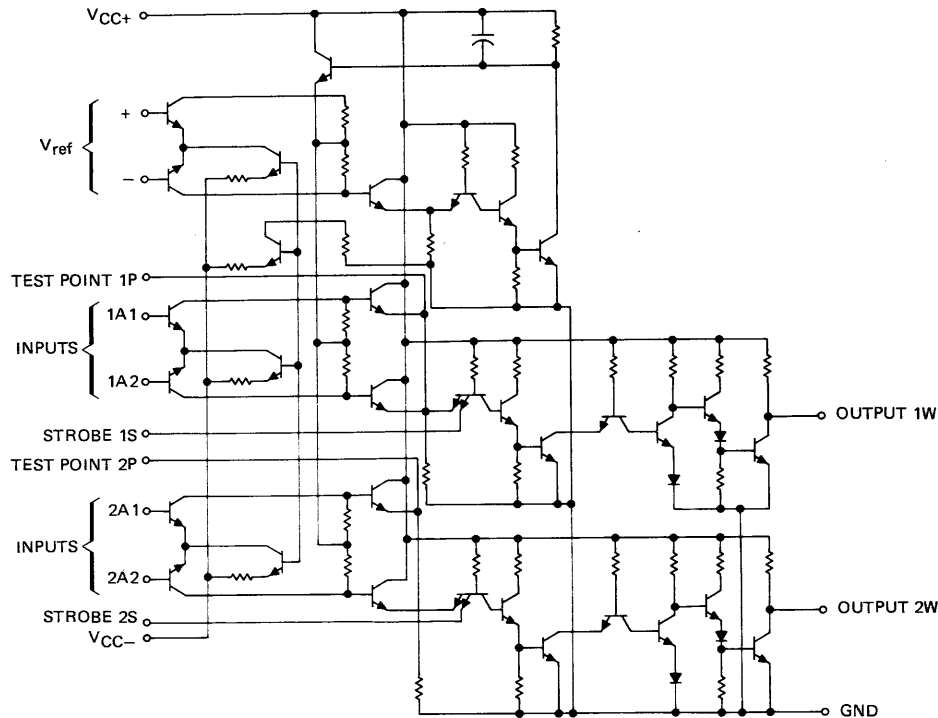 VCC+
+
Vref
−
TEST POINT 1P
1A1
INPUTS
1A2
OUTPUT 1W
STROBE 1S
TEST POINT 2P
2A1
INPUTS
2A2
OUTPUT 2W
STROBE 2S
VCC−
GND